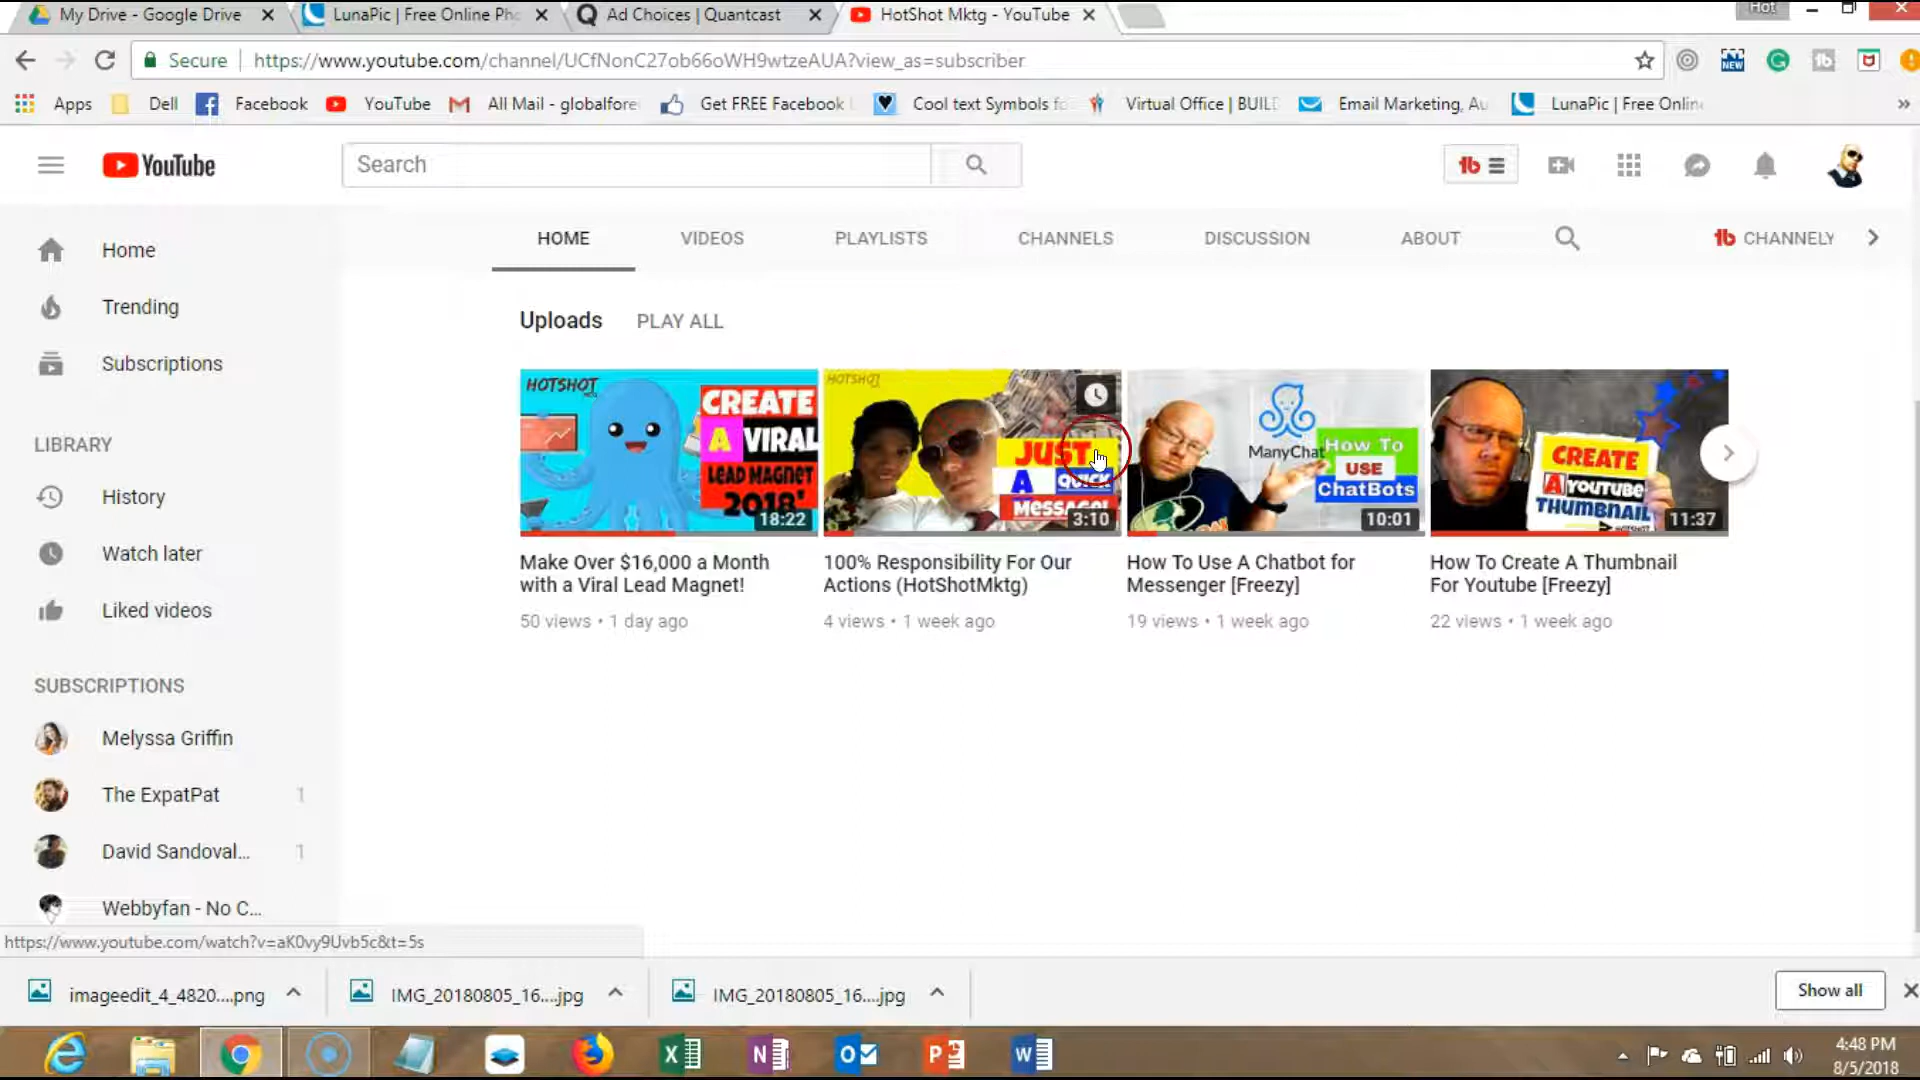 My Drive - Google Drive
LunaPic | Free Online Pho
Ad Choices | Quantcast
HotShot Mktg - YouTube
Hot
Secure
https://www.youtube.com/channel/UCfNonC27ob66oWH9wtzeAUA?view_as=subscriber
NEW
Apps
Dell
Facebook
YouTube
All Mail - globalfore
Get FREE Facebook
Cool text Symbols fo
Virtual Office | BUILD
Email Marketing, Au
LunaPic | Free Onlin
YouTube
Search
HOME
VIDEOS
PLAYLISTS
CHANNELS
DISCUSSION
ABOUT
CHANNELY
Home
Trending
Subscriptions
LIBRARY
History
Watch later
Liked videos
SUBSCRIPTIONS
Melyssa Griffin
The ExpatPat 1
David Sandoval... 1
Webbyfan - No C...
Uploads
PLAY ALL
HOTSHOT
CREATE
A VIRAL
LEAD MAGNET
2018'
18:22
HOTSHOT
JUST
A QUICK
MESSAGE!
3:10
ManyChat
How To
USE
ChatBots
10:01
CREATE
A YOUTUBE
THUMBNAIL
11:37
Make Over $16,000 a Month
with a Viral Lead Magnet!
50 views • 1 day ago
100% Responsibility For Our
Actions (HotShotMktg)
4 views • 1 week ago
How To Use A Chatbot for
Messenger [Freezy]
19 views • 1 week ago
How To Create A Thumbnail
For Youtube [Freezy]
22 views • 1 week ago
https://www.youtube.com/watch?v=aK0vy9Uvb5c&t=5s
imageedit_4_4820....png
IMG_20180805_16....jpg
IMG_20180805_16....jpg
Show all
4:48 PM
8/5/2018